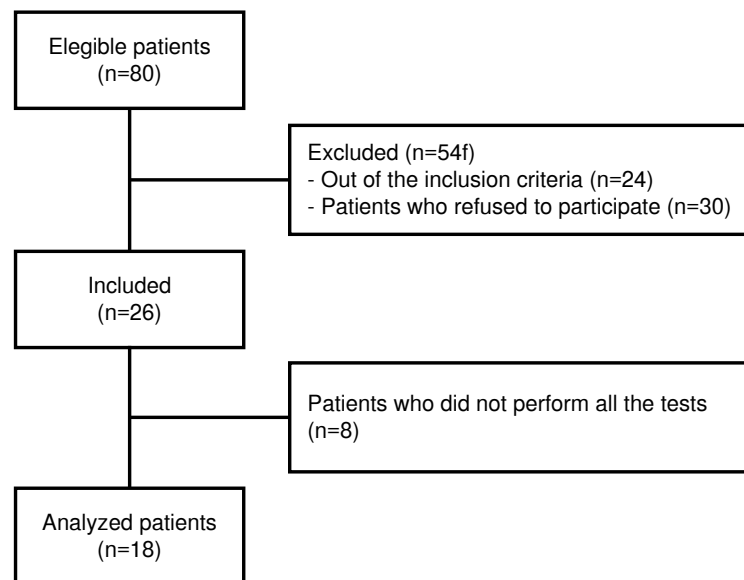 Elegible patients
(n=80)
Excluded (n=54f)
- Out of the inclusion criteria (n=24)
- Patients who refused to participate (n=30)
Included
(n=26)
Patients who did not perform all the tests
(n=8)
Analyzed patients
(n=18)